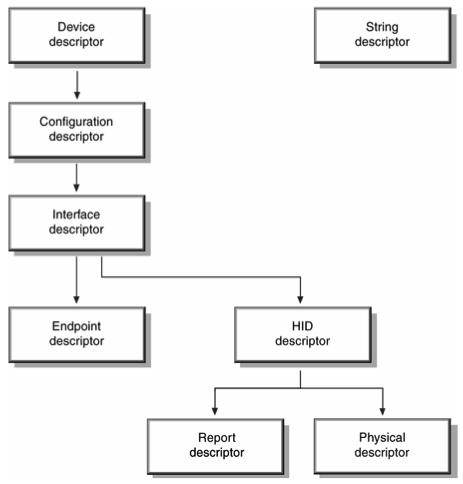 Device
descriptor
String
descriptor
Configuration
descriptor
Interface
descriptor
Endpoint
descriptor
HID
descriptor
Report
descriptor
Physical
descriptor